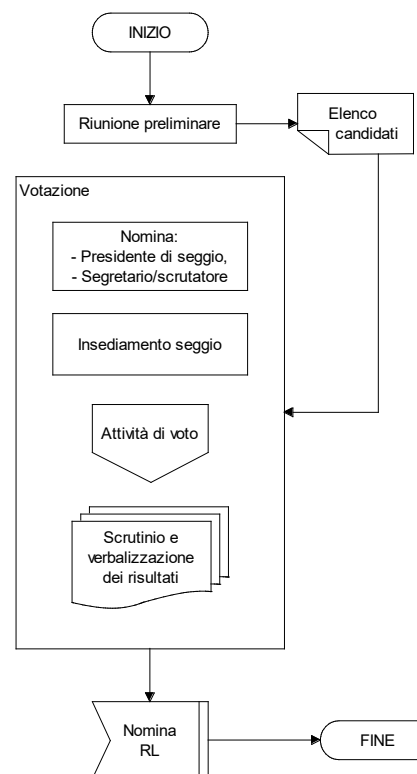 INIZIO
Riunione preliminare
Elenco
candidati
Votazione
Nomina:
- Presidente di seggio,
- Segretario/scrutatore
Insediamento seggio
Attività di voto
Scrutinio e
verbalizzazione
dei risultati
Nomina
RL
FINE